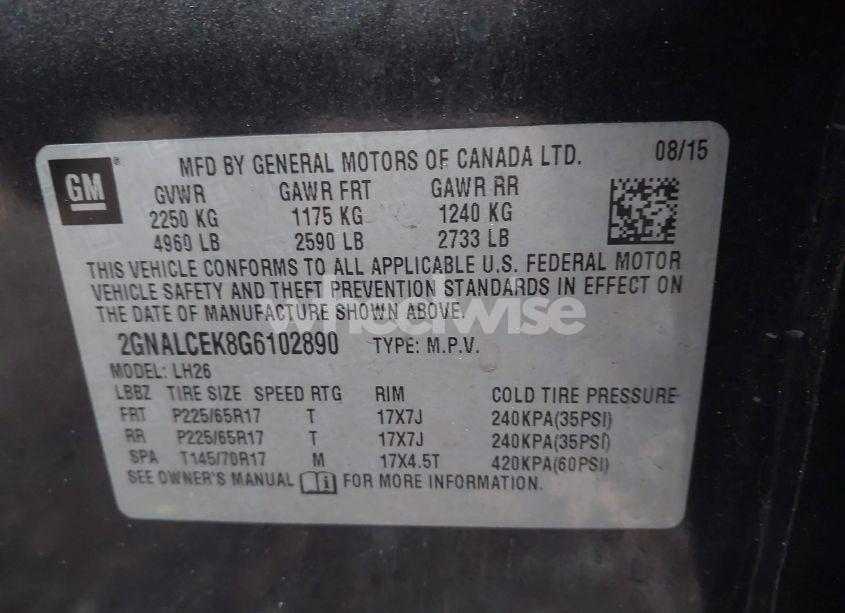 GM ®
MFD BY GENERAL MOTORS OF CANADA LTD. 08/15
GVWR GAWR FRT GAWR RR
2250 KG 1175 KG 1240 KG
4960 LB 2590 LB 2733 LB
THIS VEHICLE CONFORMS TO ALL APPLICABLE U.S. FEDERAL MOTOR
VEHICLE SAFETY AND THEFT PREVENTION STANDARDS IN EFFECT ON
THE DATE OF MANUFACTURE SHOWN ABOVE.
wheelwise
2GNALCEK8G6102890 TYPE: M.P.V.
MODEL: LH26
LBBZ TIRE SIZE SPEED RTG RIM COLD TIRE PRESSURE
FRT P225/65R17 T 17X7J 240KPA(35PSI)
RR P225/65R17 T 17X7J 240KPA(35PSI)
SPA T145/70R17 M 17X4.5T 420KPA(60PSI)
SEE OWNER'S MANUAL i FOR MORE INFORMATION.